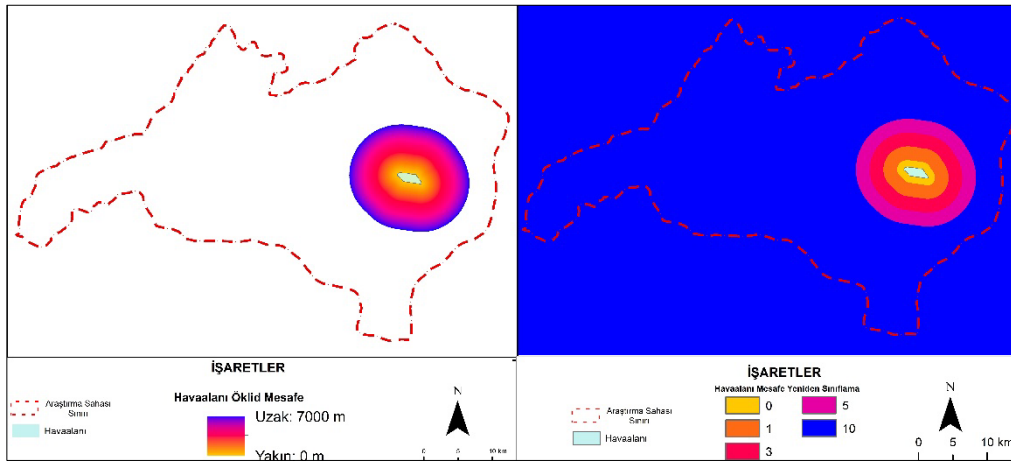 İŞARETLER
Araştırma Sahası
Sınırı
Havaalanı
Havaalanı Öklid Mesafe
Uzak: 7000 m
Yakın: 0 m
N
0 5 10 km
İŞARETLER
Havaalanı Mesafe Yeniden Sınıflama
Araştırma Sahası
Sınırı
Havaalanı
0
1
3
5
10
N
0 5 10 km